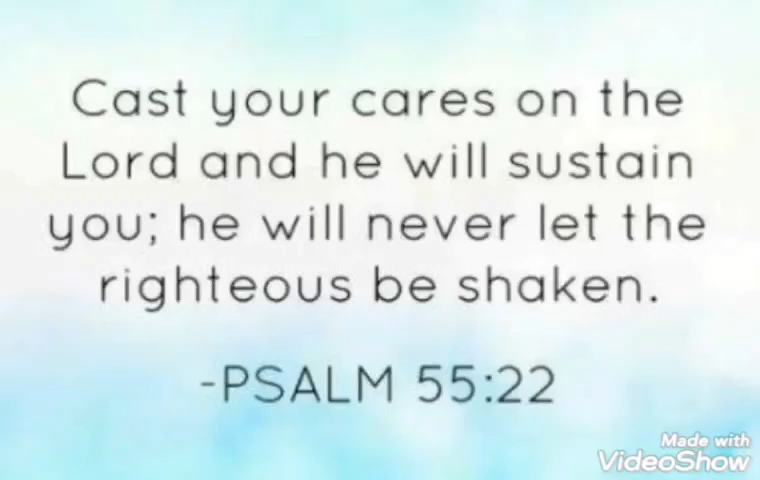 Cast your cares on the
Lord and he will sustain
you; he will never let the
righteous be shaken.
-PSALM 55:22
Made with
VideoShow